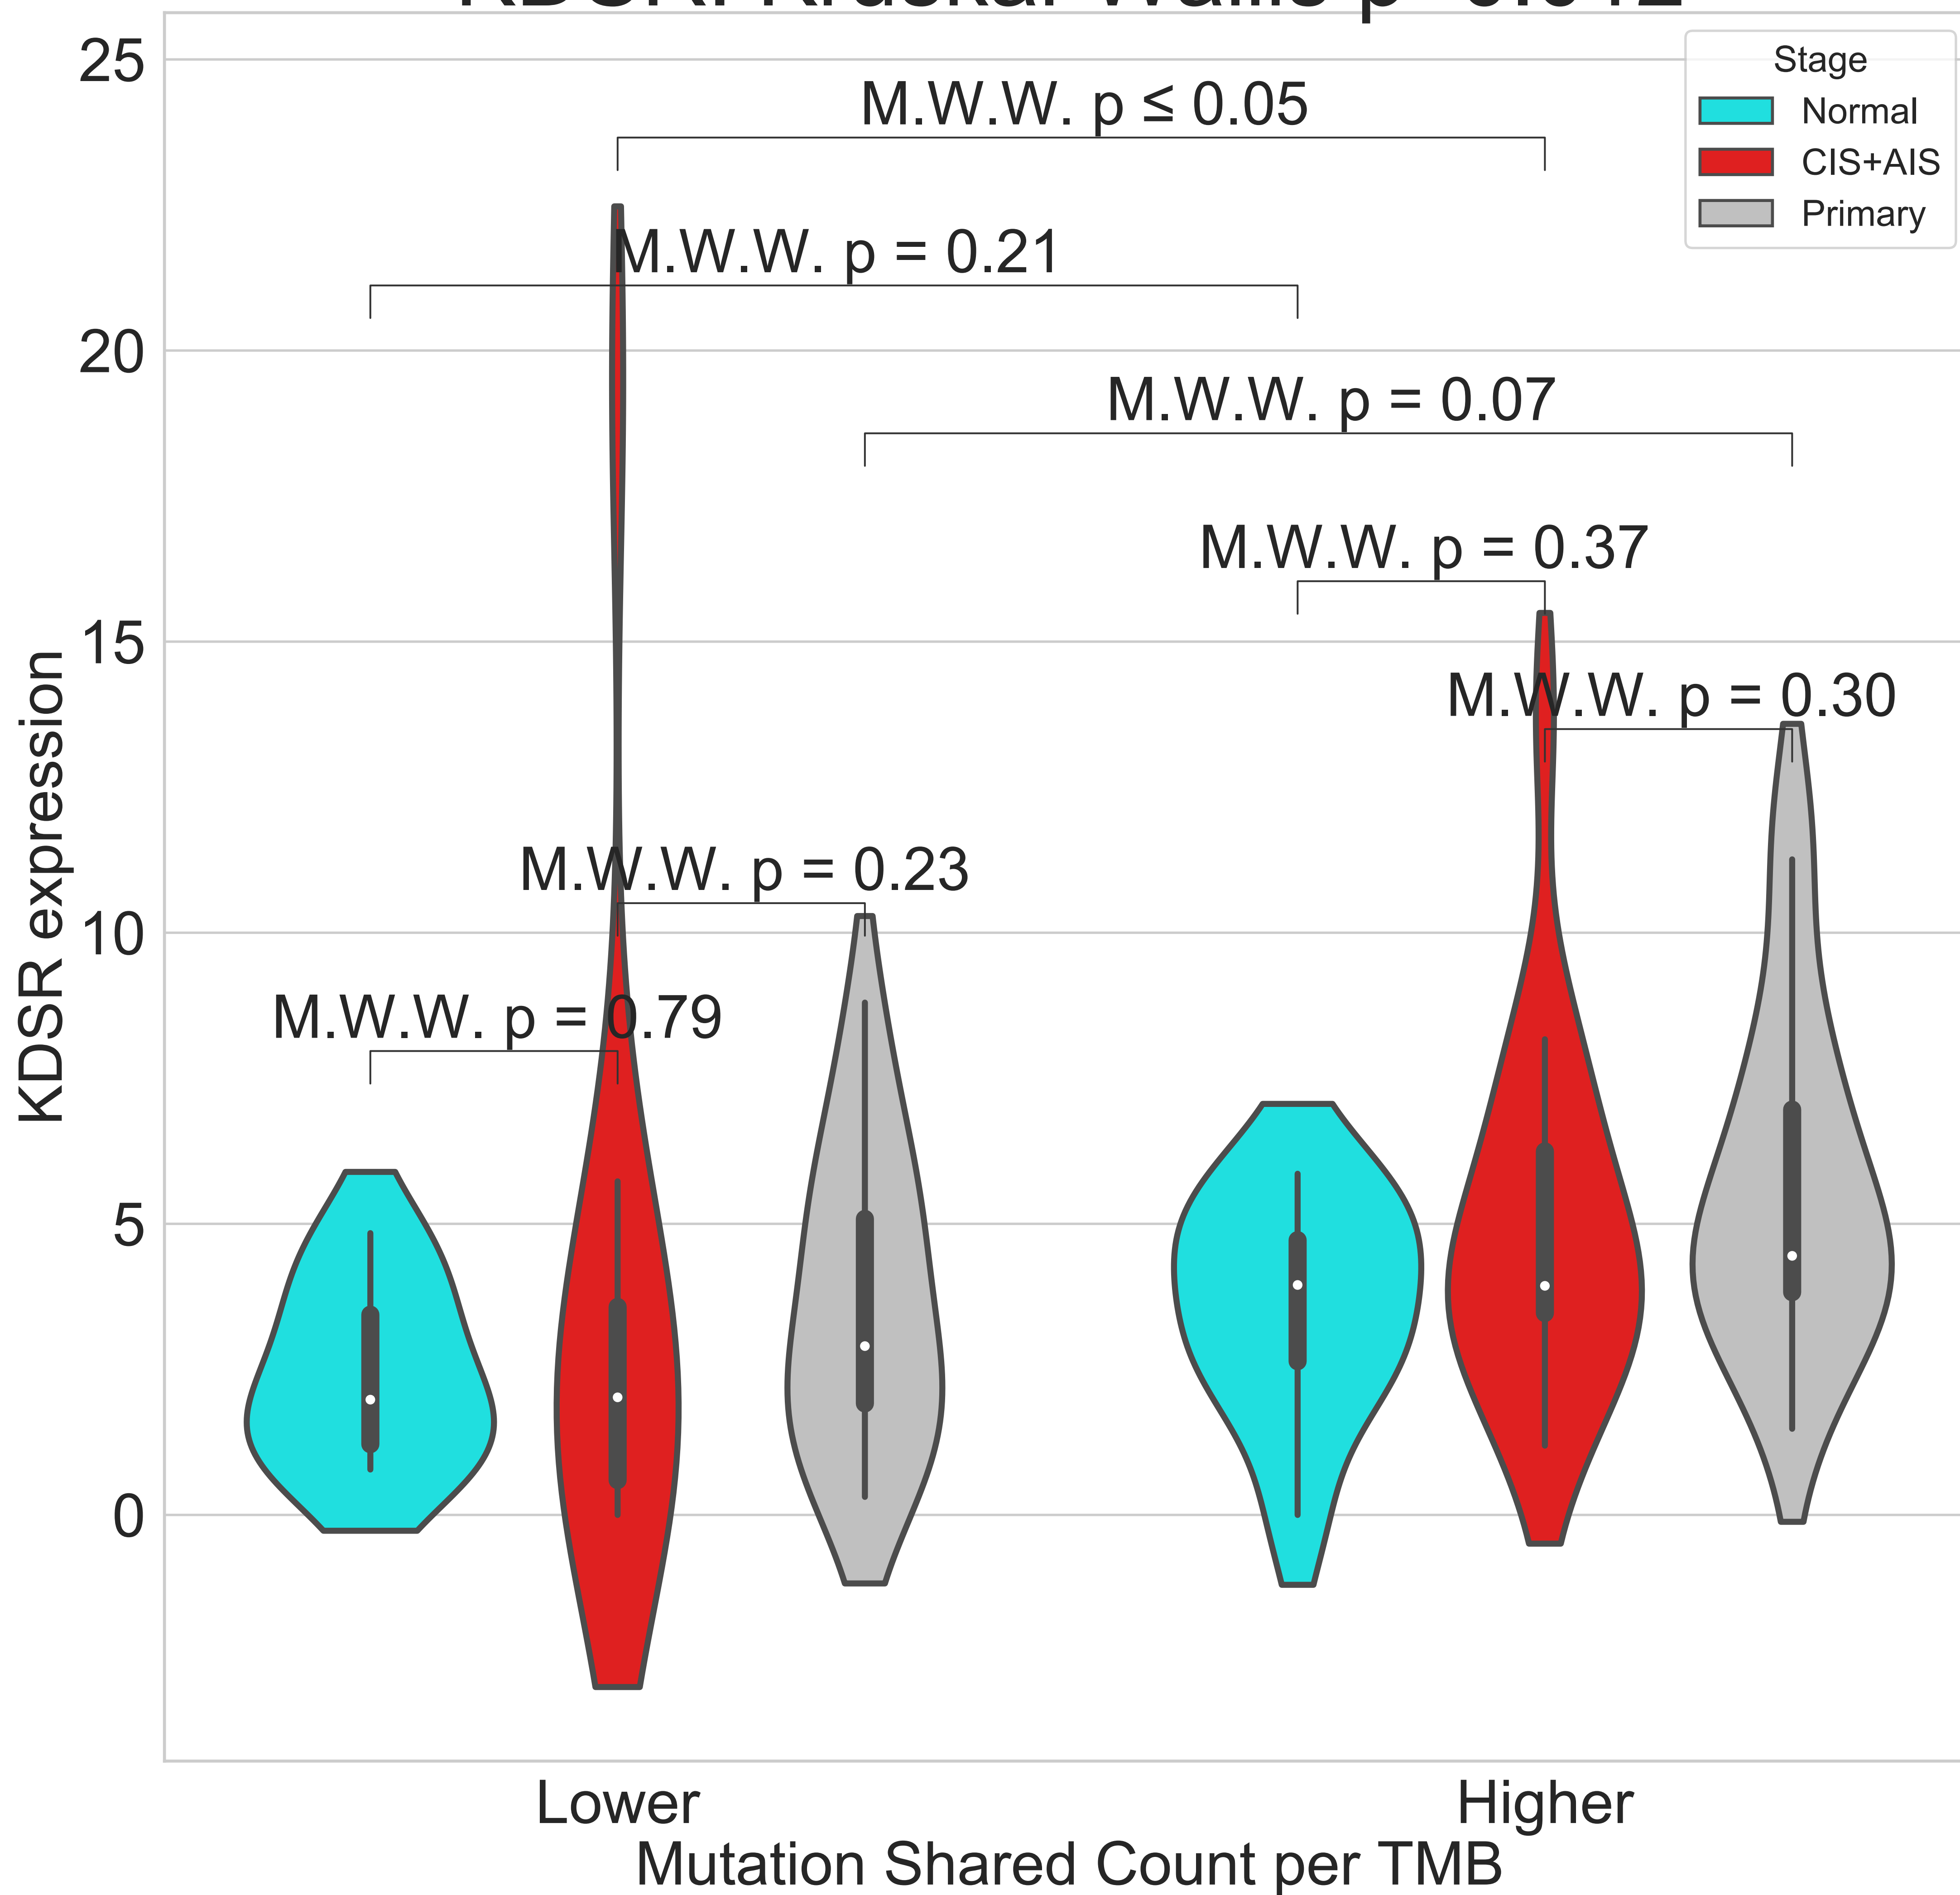 25
Stage
Normal
CIS+AIS
Primary
M.W.W. p ≤ 0.05
M.W.W. p = 0.21
20
M.W.W. p = 0.07
M.W.W. p = 0.37
15
M.W.W. p = 0.30
M.W.W. p = 0.23
10
M.W.W. p = 0.79
5
0
KDSR expression
Lower
Higher
Mutation Shared Count per TMB